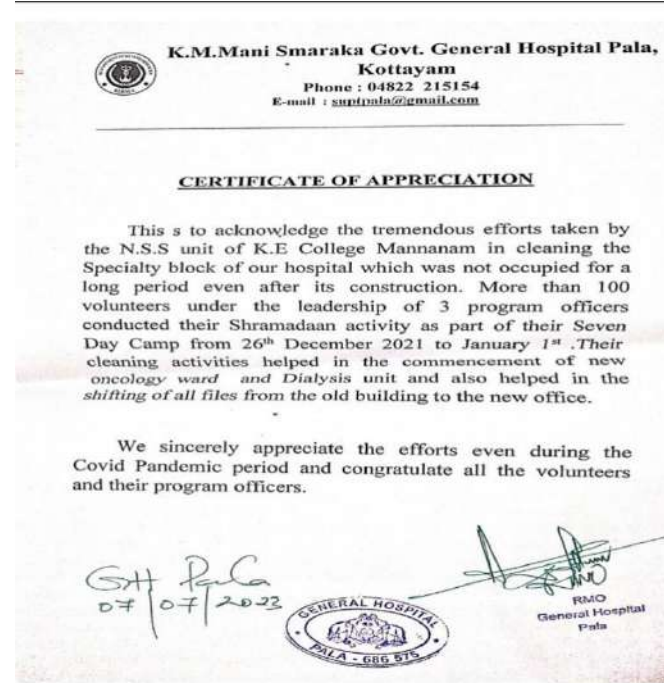 K.M.Mani Smaraka Govt. General Hospital Pala,
Kottayam
Phone : 04822 215154
E-mail : suptpala@gmail.com
CERTIFICATE OF APPRECIATION
This s to acknowledge the tremendous efforts taken by
the N.S.S unit of K.E College Mannanam in cleaning the
Specialty block of our hospital which was not occupied for a
long period even after its construction. More than 100
volunteers under the leadership of 3 program officers
conducted their Shramadaan activity as part of their Seven
Day Camp from 26th December 2021 to January 1st .Their
cleaning activities helped in the commencement of new
oncology ward and Dialysis unit and also helped in the
shifting of all files from the old building to the new office.
We sincerely appreciate the efforts even during the
Covid Pandemic period and congratulate all the volunteers
and their program officers.
GH Pala
07/07/2023
GENERAL HOSPITAL
PALA - 686 575
RMO
RMO
General Hospital
Pala